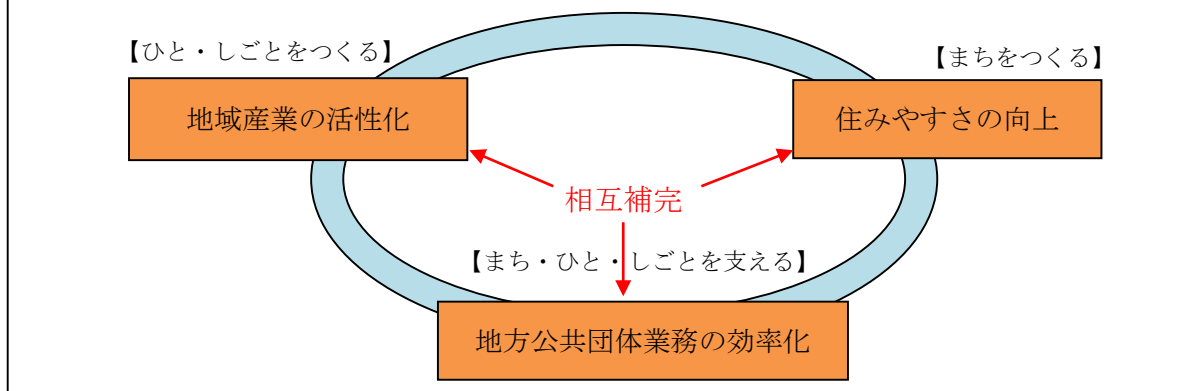 【ひと・しごとをつくる】
【まちをつくる】
地域産業の活性化
住みやすさの向上
相互補完
【まち・ひと・しごとを支える】
地方公共団体業務の効率化